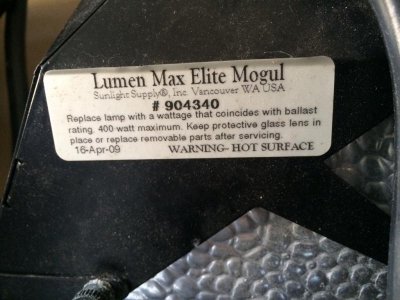 Lumen Max Elite Mogul
Sunlight Supply®, Inc. Vancouver WA USA
# 904340
Replace lamp with a wattage that coincides with ballast
rating. 400 watt maximum. Keep protective glass lens in
place or replace removable parts after servicing.
16-Apr-09 WARNING- HOT SURFACE